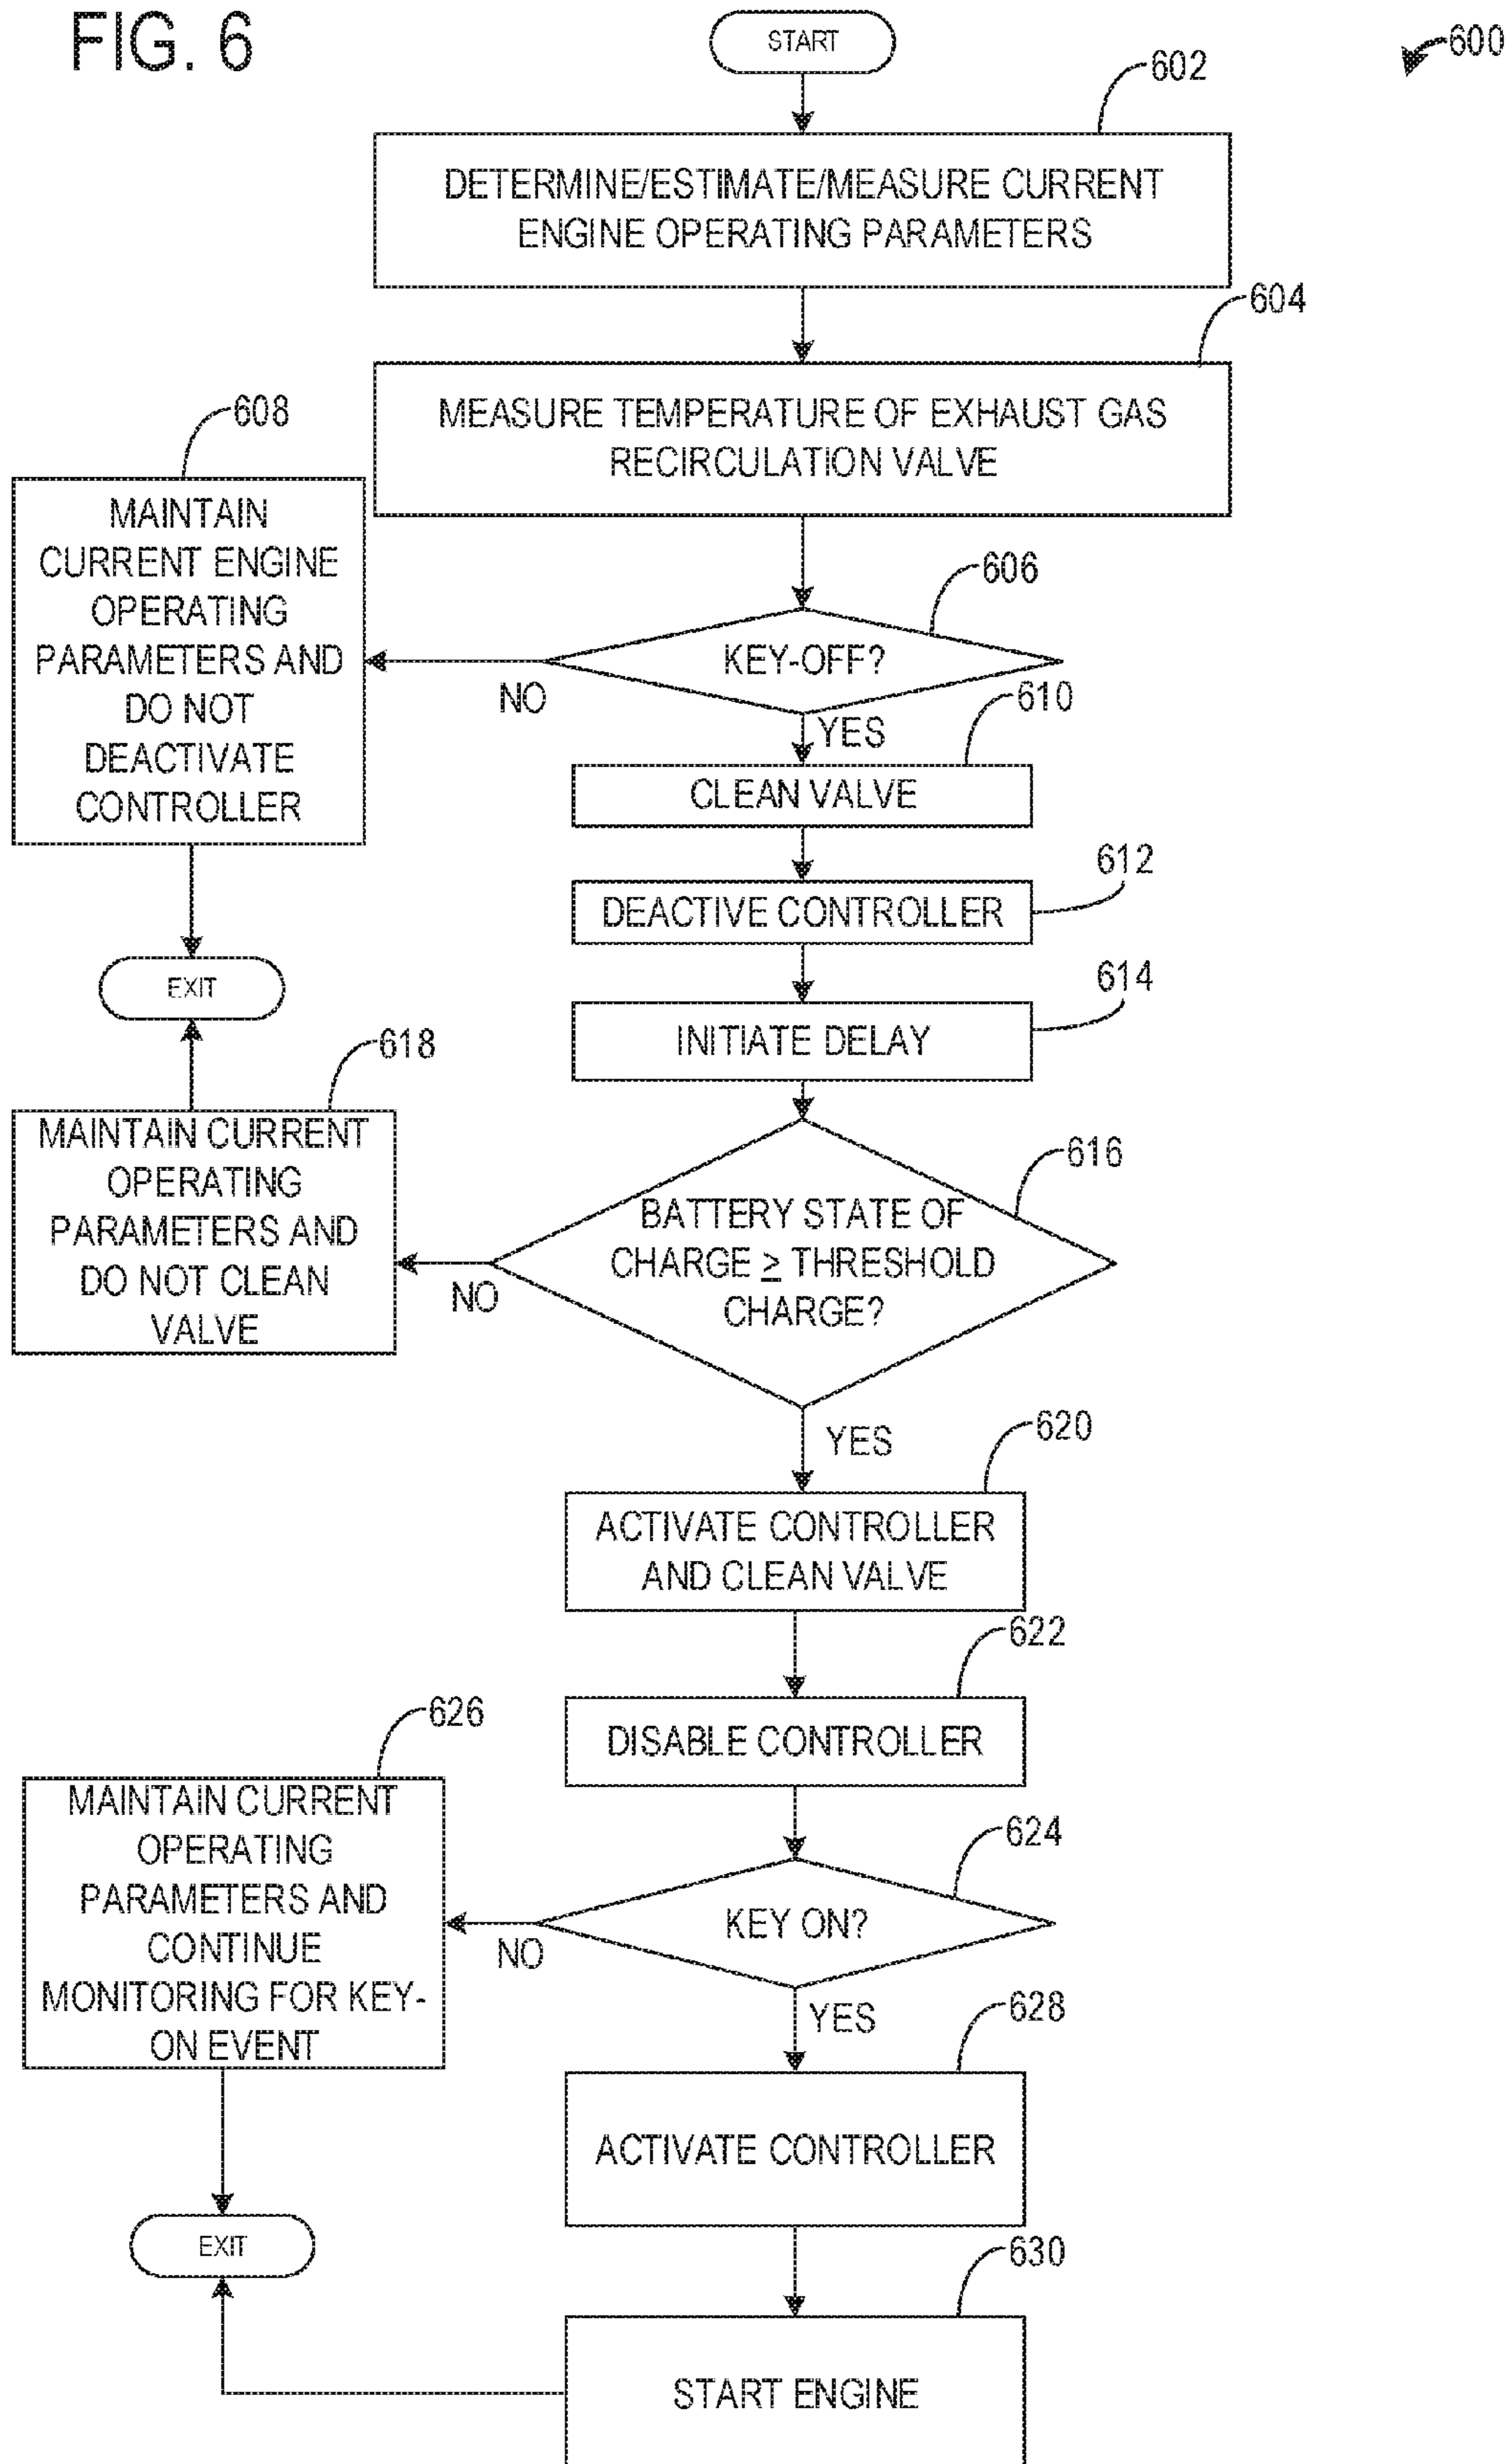 FIG. 6
START
600
602
DETERMINE/ESTIMATE/MEASURE CURRENT
ENGINE OPERATING PARAMETERS
604
MEASURE TEMPERATURE OF EXHAUST GAS
RECIRCULATION VALVE
608
MAINTAIN
CURRENT ENGINE
OPERATING
PARAMETERS AND
DO NOT
DEACTIVATE
CONTROLLER
606
KEY-OFF?
NO
YES
610
CLEAN VALVE
612
DEACTIVE CONTROLLER
EXIT
614
INITIATE DELAY
618
MAINTAIN CURRENT
OPERATING
PARAMETERS AND
DO NOT CLEAN
VALVE
616
BATTERY STATE OF
CHARGE ≥ THRESHOLD
CHARGE?
NO
YES
620
ACTIVATE CONTROLLER
AND CLEAN VALVE
622
DISABLE CONTROLLER
626
MAINTAIN CURRENT
OPERATING
PARAMETERS AND
CONTINUE
MONITORING FOR KEY-
ON EVENT
624
KEY ON?
NO
YES
628
ACTIVATE CONTROLLER
EXIT
630
START ENGINE